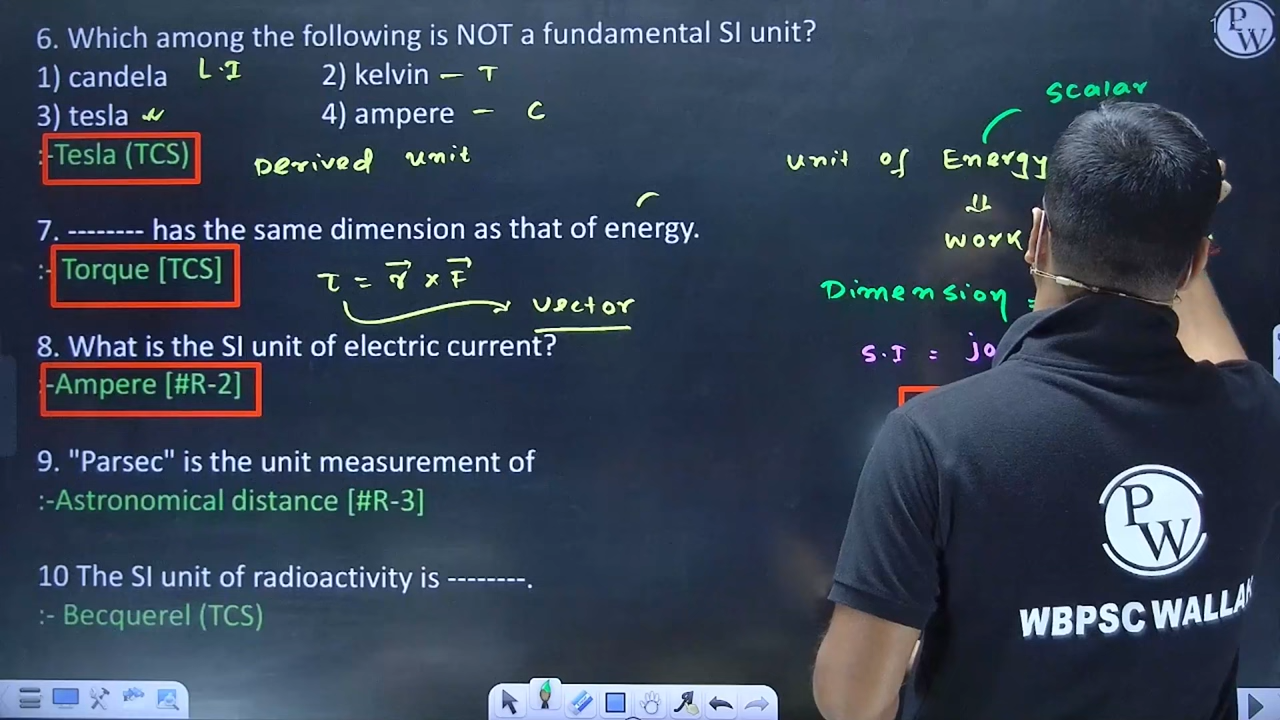 6. Which among the following is NOT a fundamental SI unit?
1) candela L.I 2) kelvin – T
3) tesla 4) ampere – C
:-Tesla (TCS) Derived unit
7. -------- has the same dimension as that of energy.
:- Torque [TCS] τ = r⃗ × F⃗
vector
8. What is the SI unit of electric current?
:-Ampere [#R-2]
9. "Parsec" is the unit measurement of
:-Astronomical distance [#R-3]
10 The SI unit of radioactivity is --------.
:- Becquerel (TCS)
scalar
unit of Energy
⇓
work
Dimension =
S.I = jo
PW
PW
WBPSC WALLAH